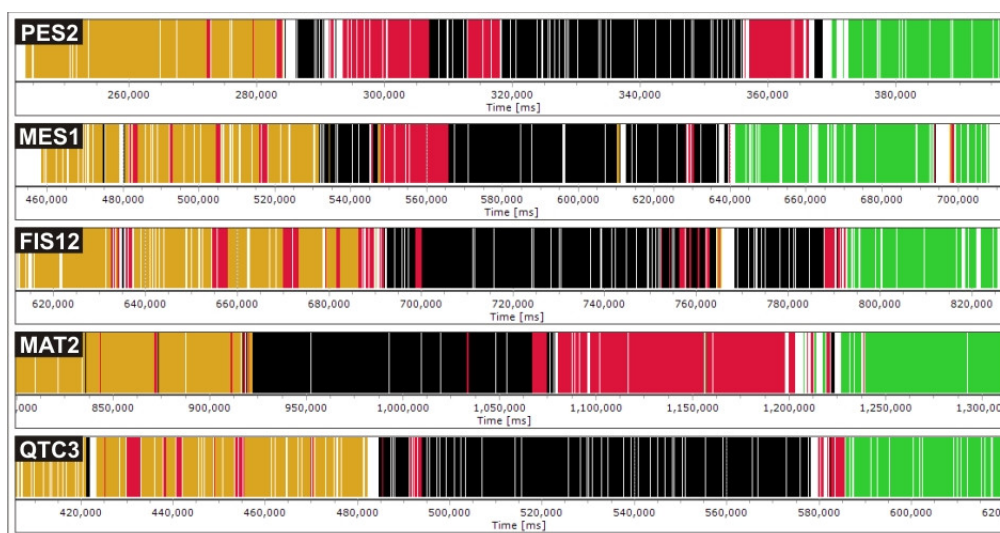 PES2
260,000 280,000 300,000 320,000 340,000 360,000 380,000
Time [ms]
MES1
460,000 480,000 500,000 520,000 540,000 560,000 580,000 600,000 620,000 640,000 660,000 680,000 700,000
Time [ms]
FIS12
620,000 640,000 660,000 680,000 700,000 720,000 740,000 760,000 780,000 800,000 820,000
Time [ms]
MAT2
,000 850,000 900,000 950,000 1,000,000 1,050,000 1,100,000 1,150,000 1,200,000 1,250,000 1,300,000
Time [ms]
QTC3
420,000 440,000 460,000 480,000 500,000 520,000 540,000 560,000 580,000 600,000 620
Time [ms]